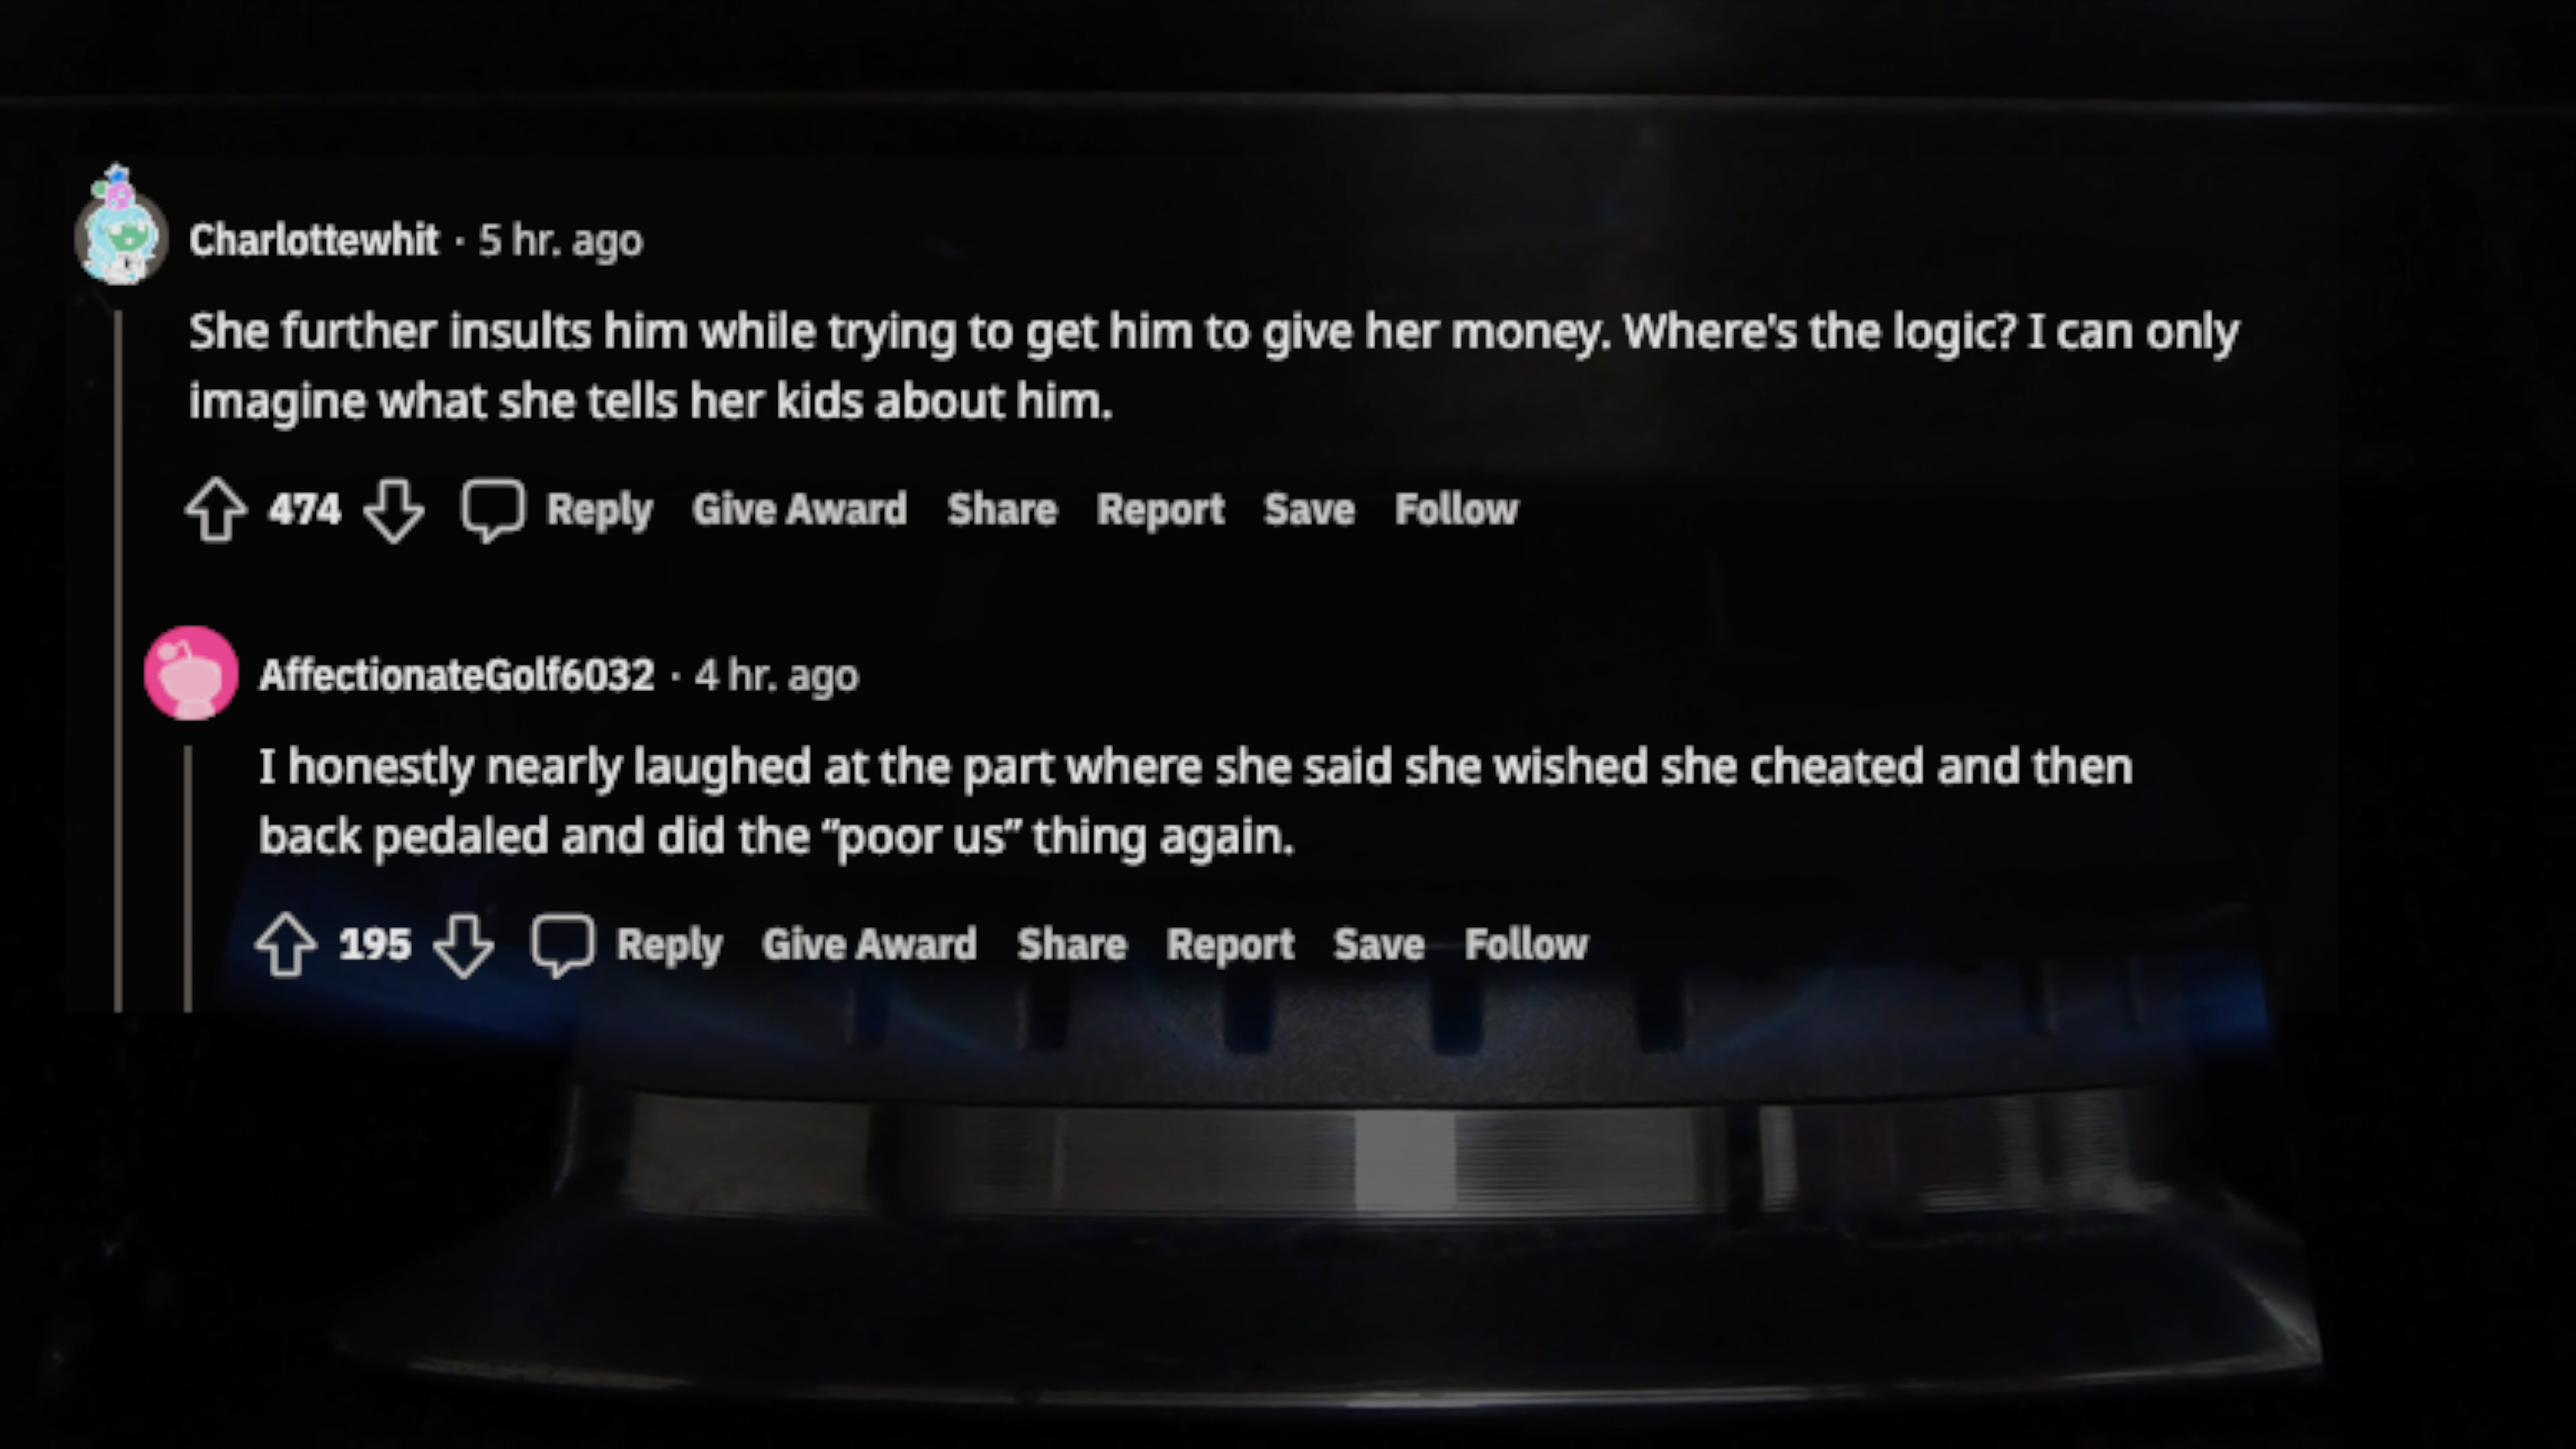 Charlottewhit · 5 hr. ago
She further insults him while trying to get him to give her money. Where's the logic? I can only
imagine what she tells her kids about him.
474 Reply Give Award Share Report Save Follow
AffectionateGolf6032 · 4 hr. ago
I honestly nearly laughed at the part where she said she wished she cheated and then
back pedaled and did the “poor us” thing again.
195 Reply Give Award Share Report Save Follow